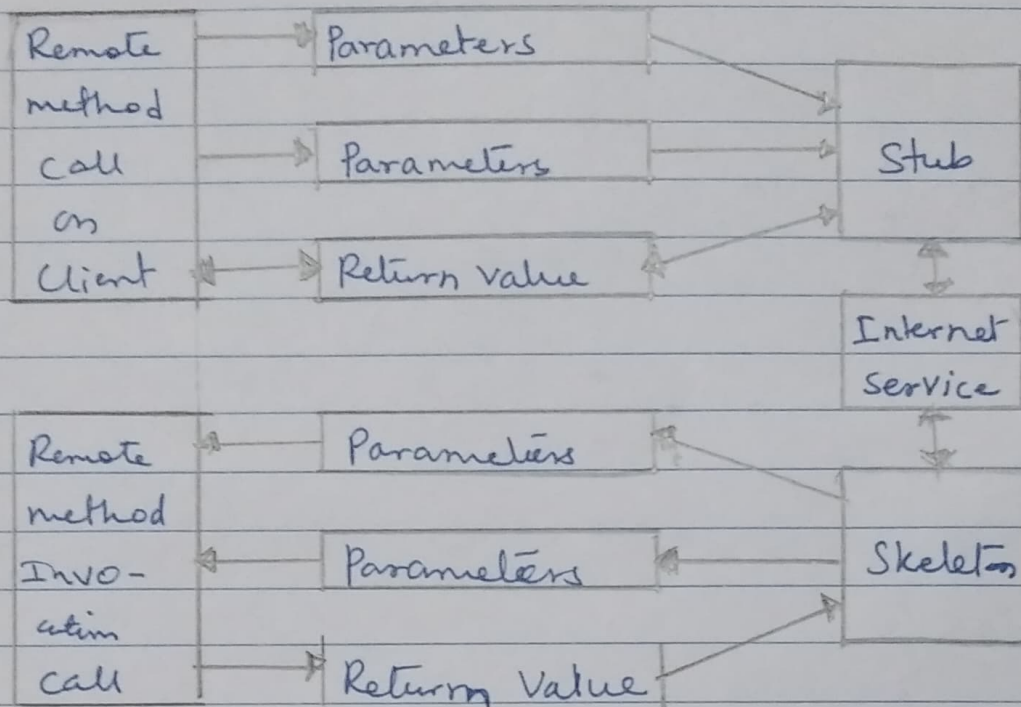 Remote
method
call
on
Client
Parameters
Parameters
Return value
Stub
Internet
Service
Remote
method
Invo-
cation
call
Parameters
Parameters
Returrn Value
Skeleton